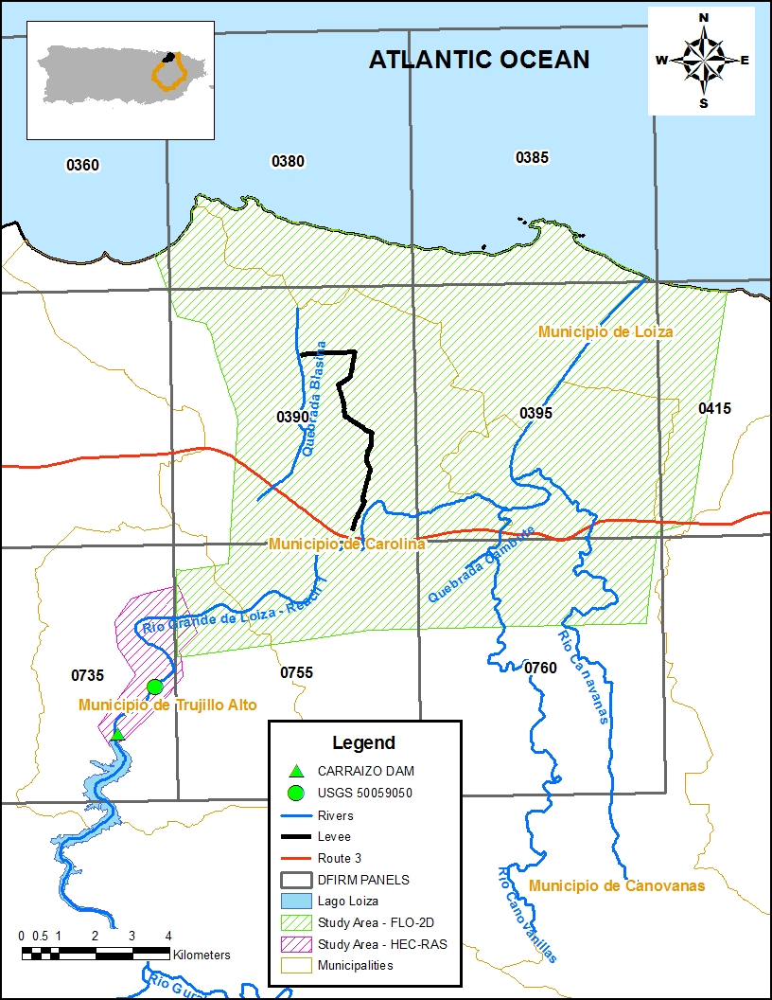 ATLANTIC OCEAN
N
W
E
S
0360
0380
0385
Municipio de Loiza
0390
Quebrada Blasina
0395
0415
Municipio de Carolina
Quebrada Cambute
Rio Grande de Loiza - Reach 1
0735
0755
0760
Municipio de Trujillo Alto
Rio Canavanas
Legend
CARRAIZO DAM
USGS 50059050
Rivers
Levee
Route 3
DFIRM PANELS
Lago Loiza
Study Area - FLO-2D
Study Area - HEC-RAS
Municipalities
Municipio de Canovanas
Rio Canovanillas
0 0.5 1 2 3 4
Kilometers
Rio Gura